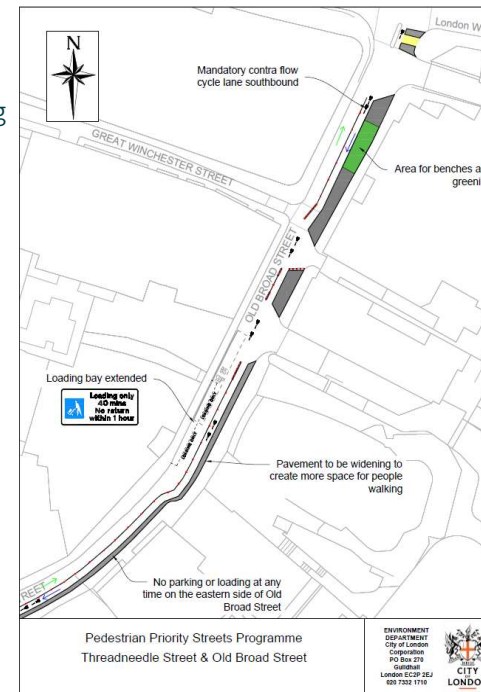 N
London W
Mandatory contra flow
cycle lane southbound
GREAT WINCHESTER STREET
Area for benches a
greeni
OLD BROAD STREET
Loading bay extended
Loading only
40 mins
No return
within 1 hour
Pavement to be widening to
create more space for people
walking
REET
No parking or loading at any
time on the eastern side of Old
Broad Street
Pedestrian Priority Streets Programme
Threadneedle Street & Old Broad Street
ENVIRONMENT
DEPARTMENT
City of London
Corporation
PO Box 270
Guildhall
London EC2P 2EJ
020 7332 1710
CITY
LONDO